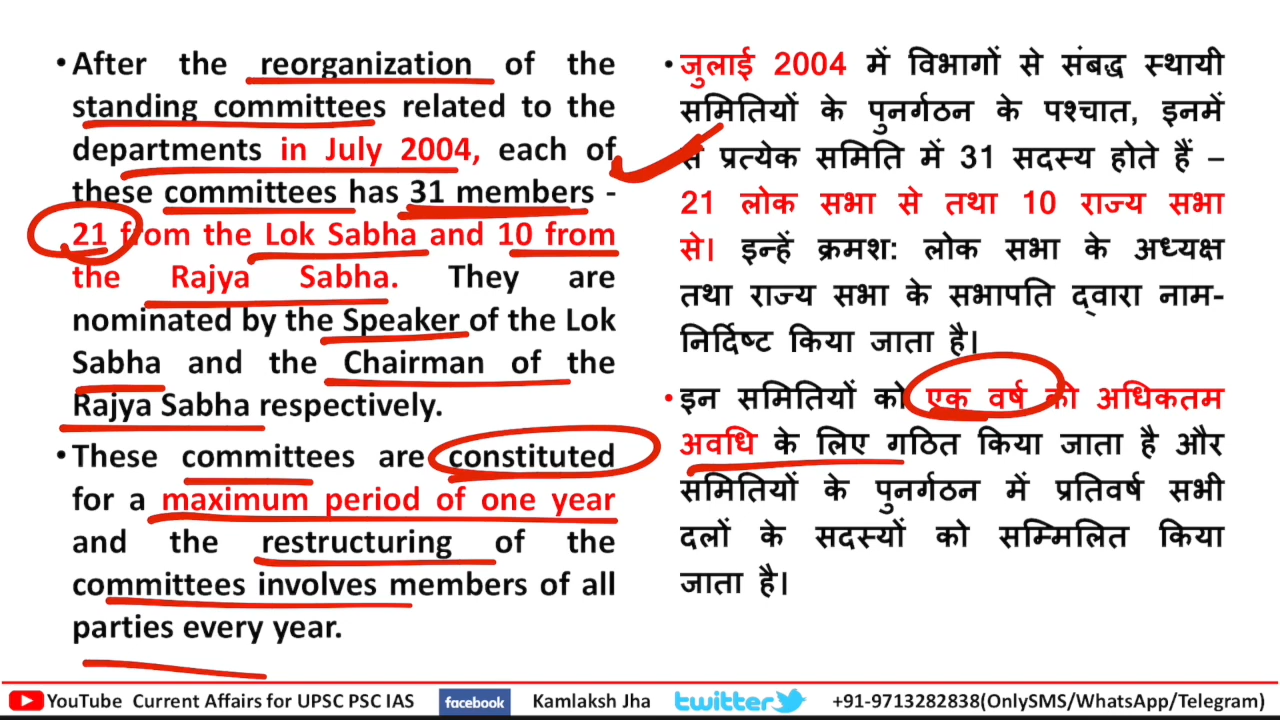 • After the reorganization of the
standing committees related to the
departments in July 2004, each of
these committees has 31 members -
21 from the Lok Sabha and 10 from
the Rajya Sabha. They are
nominated by the Speaker of the Lok
Sabha and the Chairman of the
Rajya Sabha respectively.
• These committees are constituted
for a maximum period of one year
and the restructuring of the
committees involves members of all
parties every year.
• जुलाई 2004 में विभागों से संबद्ध स्थायी
समितियों के पुनर्गठन के पश्चात, इनमें
से प्रत्येक समिति में 31 सदस्य होते हैं –
21 लोक सभा से तथा 10 राज्य सभा
से। इन्हें क्रमश: लोक सभा के अध्यक्ष
तथा राज्य सभा के सभापति द्वारा नाम-
निर्दिष्ट किया जाता है।
• इन समितियों को एक वर्ष की अधिकतम
अवधि के लिए गठित किया जाता है और
समितियों के पुनर्गठन में प्रतिवर्ष सभी
दलों के सदस्यों को सम्मिलित किया
जाता है।
YouTube Current Affairs for UPSC PSC IAS facebook Kamlaksh Jha twitter +91-9713282838(OnlySMS/WhatsApp/Telegram)